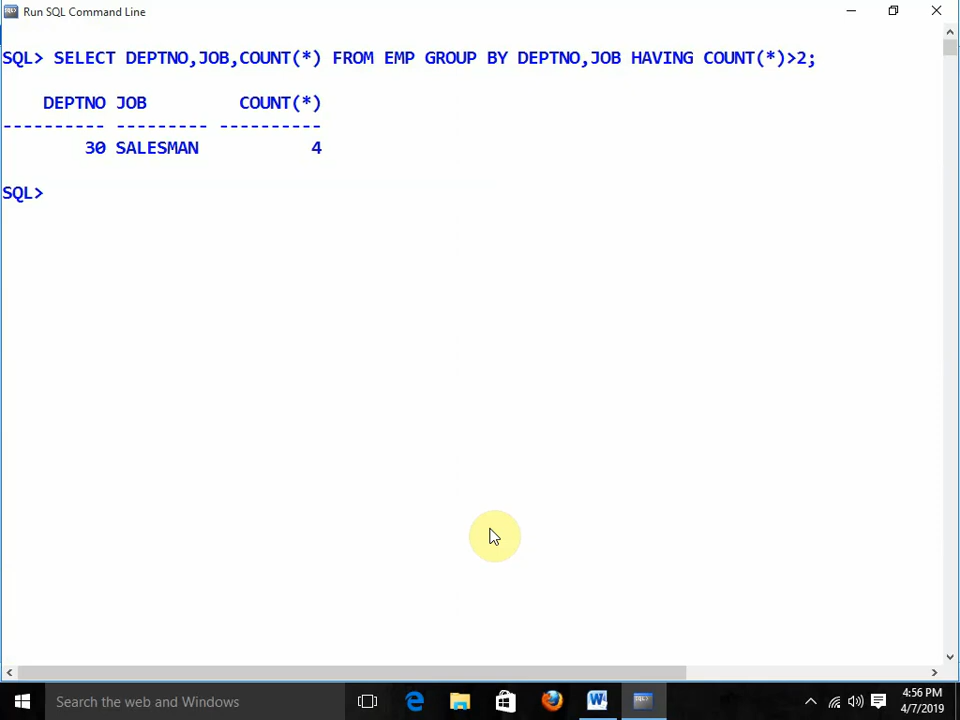 Run SQL Command Line
SQL> SELECT DEPTNO,JOB,COUNT(*) FROM EMP GROUP BY DEPTNO,JOB HAVING COUNT(*)>2;
DEPTNO JOB COUNT(*)
---------- --------- ----------
30 SALESMAN 4
SQL>
Search the web and Windows
4:56 PM
4/7/2019